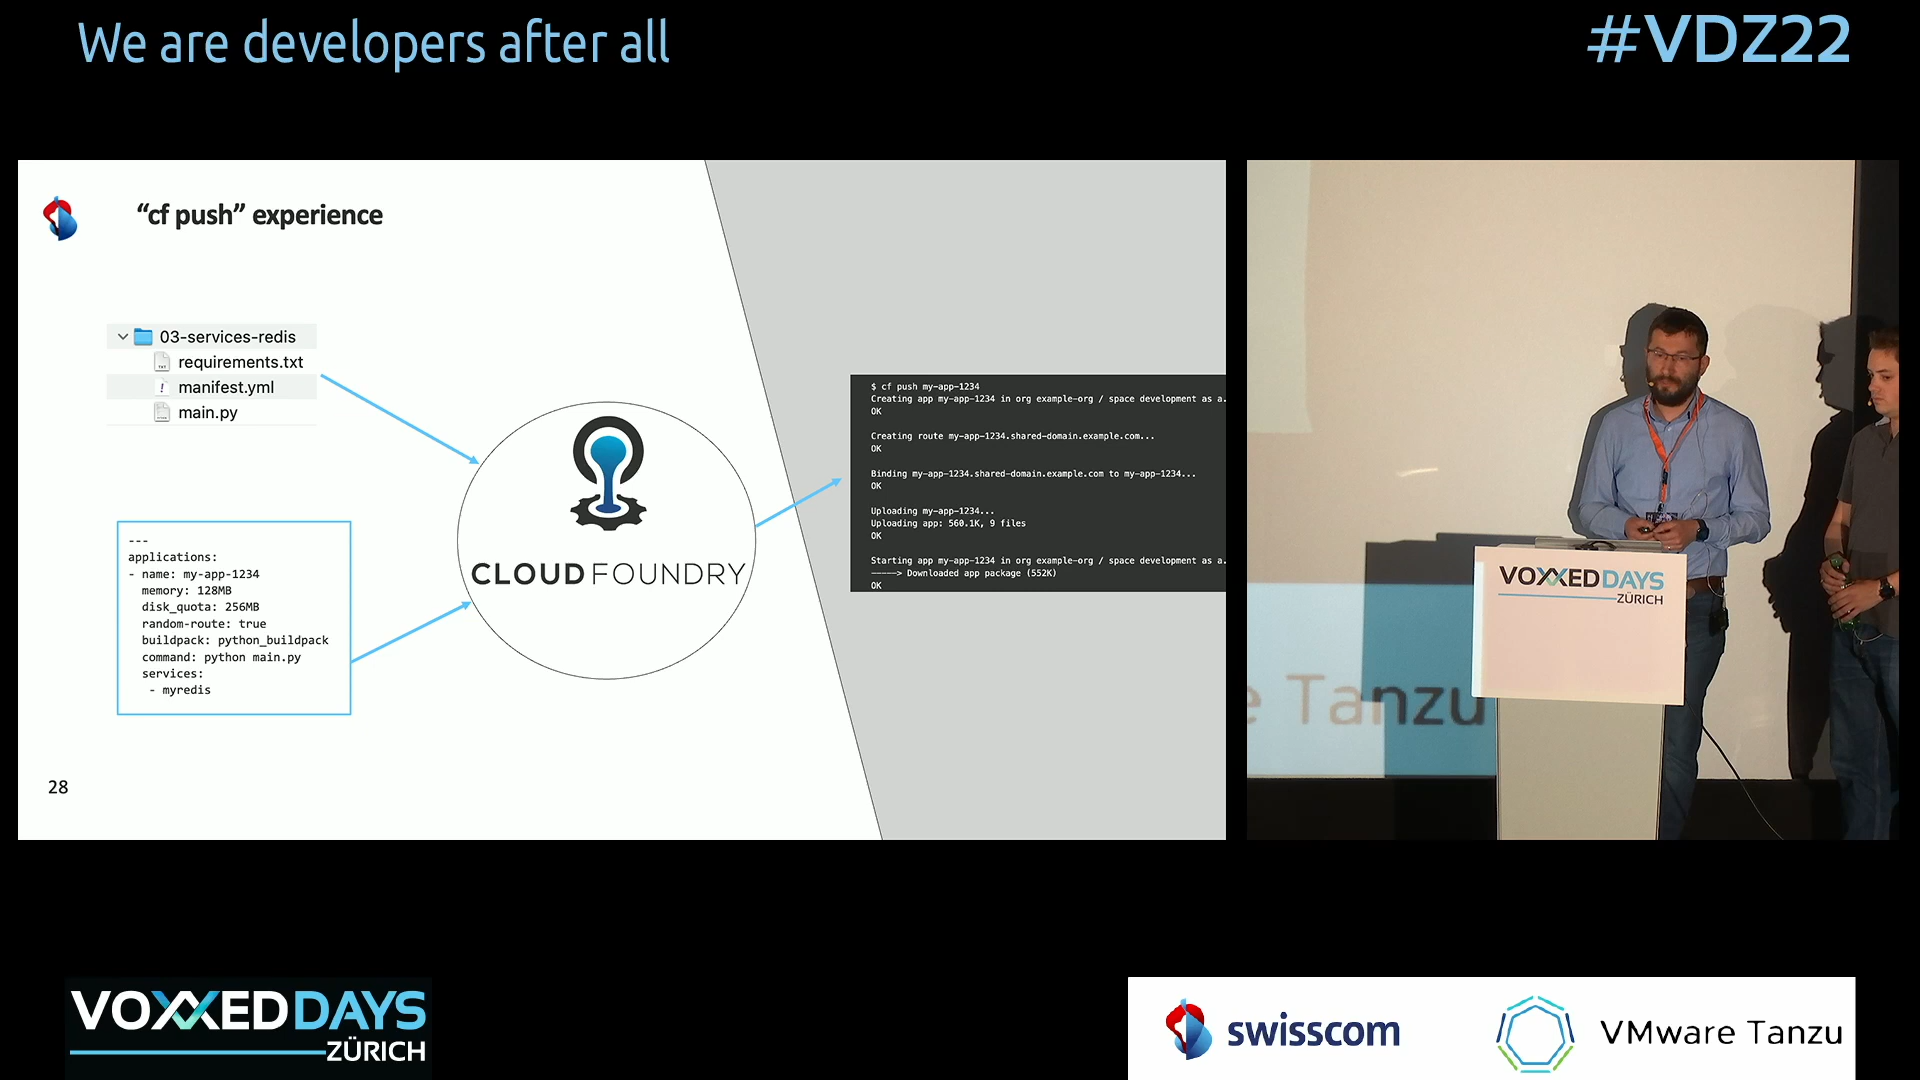 We are developers after all
#VDZ22
“cf push” experience
03-services-redis
requirements.txt
manifest.yml
main.py
---
applications:
- name: my-app-1234
memory: 128MB
disk_quota: 256MB
random-route: true
buildpack: python_buildpack
command: python main.py
services:
- myredis
CLOUD FOUNDRY
$ cf push my-app-1234
Creating app my-app-1234 in org example-org / space development as a.
OK
Creating route my-app-1234.shared-domain.example.com...
OK
Binding my-app-1234.shared-domain.example.com to my-app-1234...
OK
Uploading my-app-1234...
Uploading app: 560.1K, 9 files
OK
Starting app my-app-1234 in org example-org / space development as a.
-----> Downloaded app package (552K)
OK
28
VOXXED DAYS
ZÜRICH
e Tanzu
VOXXED DAYS
ZÜRICH
swisscom
VMware Tanzu